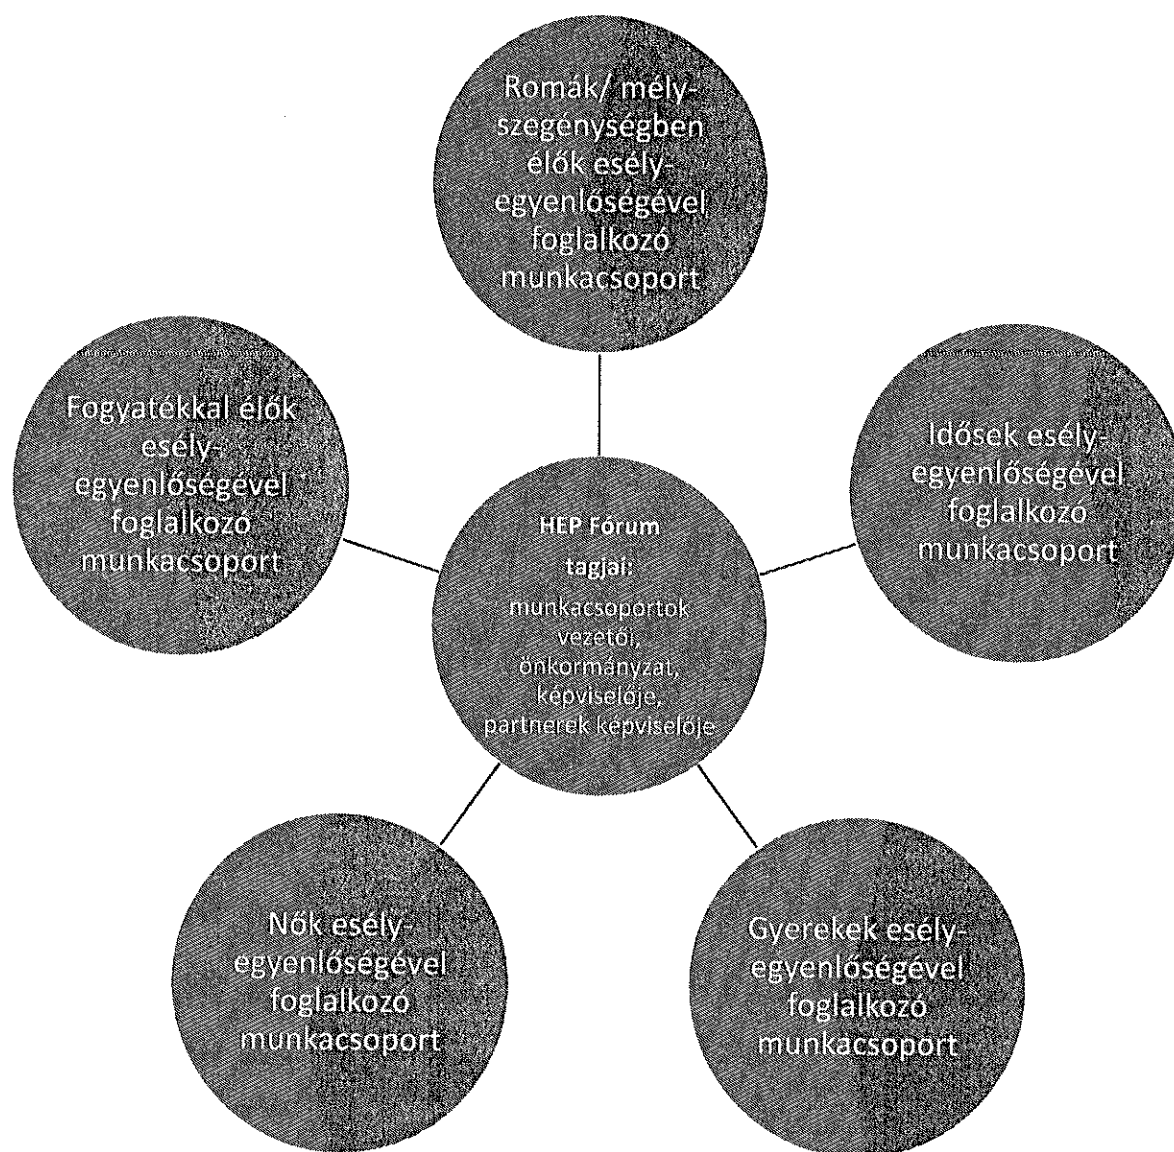 Romák/ mély-
szegénységben
élők esély-
egyenlőségével
foglalkozó
munkacsoport
Fogyatékkal élők
esély-
egyenlőségével
foglalkozó
munkacsoport
Idősek esély-
egyenlőségével
foglalkozó
munkacsoport
HEP Fórum
tagjai:
munkacsoportok
vezetői,
önkormányzat,
képviselője,
partnerek képviselője
Nők esély-
egyenlőségével
foglalkozó
munkacsoport
Gyerekek esély-
egyenlőségével
foglalkozó
munkacsoport